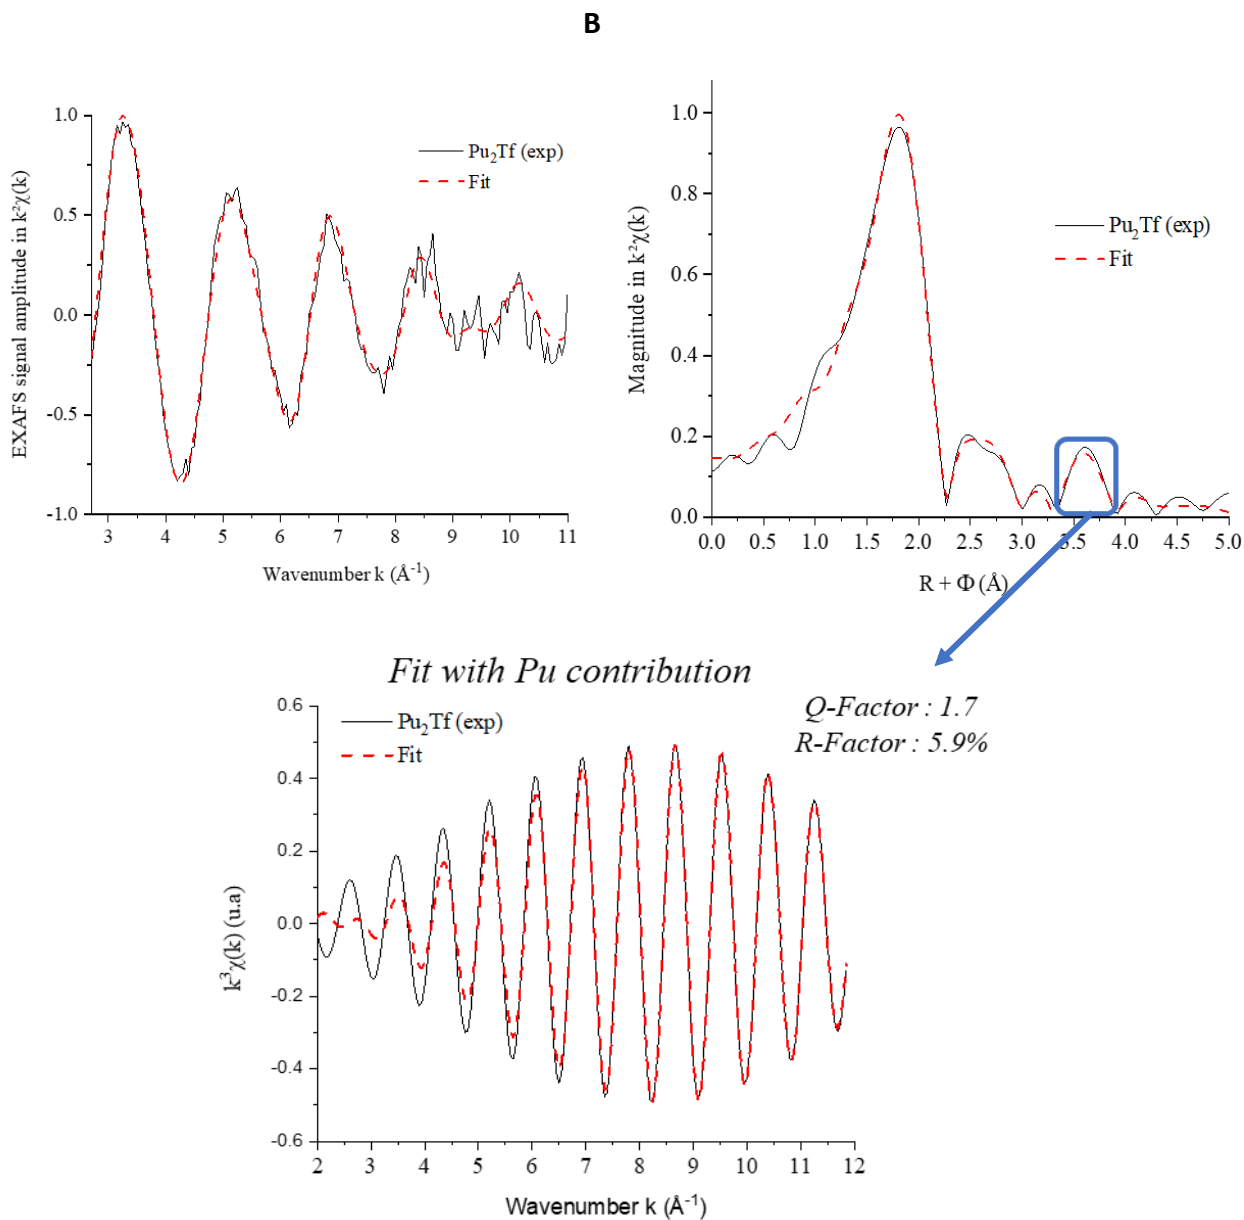 B
EXAFS signal amplitude in k²χ(k)
1.0
0.5
0.0
-0.5
-1.0
Pu₂Tf (exp)
Fit
3 4 5 6 7 8 9 10 11
Wavenumber k (Å⁻¹)
Magnitude in k²χ(k)
1.0
0.8
0.6
0.4
0.2
0.0
Pu₂Tf (exp)
Fit
0.0 0.5 1.0 1.5 2.0 2.5 3.0 3.5 4.0 4.5 5.0
R + Φ (Å)
Fit with Pu contribution
Q-Factor : 1.7
R-Factor : 5.9%
k³χ(k) (u.a)
0.6
0.4
0.2
0.0
-0.2
-0.4
-0.6
Pu₂Tf (exp)
Fit
2 3 4 5 6 7 8 9 10 11 12
Wavenumber k (Å⁻¹)